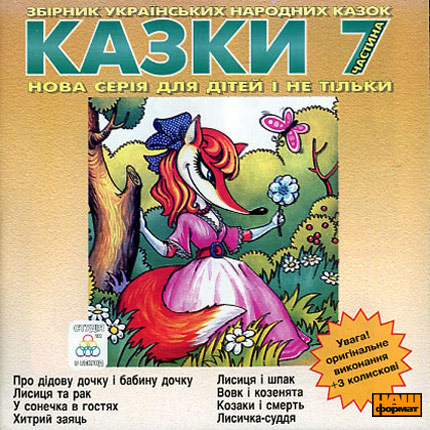 ЗБІРНИК УКРАЇНСЬКИХ НАРОДНИХ КАЗОК
КАЗКИ 7
ЧАСТИНА
НОВА СЕРІЯ ДЛЯ ДІТЕЙ І НЕ ТІЛЬКИ
СТУДІЯ
Увага!
оригінальне
виконання
+3 колискові
Про дідову дочку і бабину дочку
Лисиця та рак
У сонечка в гостях
Хитрий заяць
Лисиця і шпак
Вовк і козенята
Козаки і смерть
Лисичка-суддя
НАШ
формат